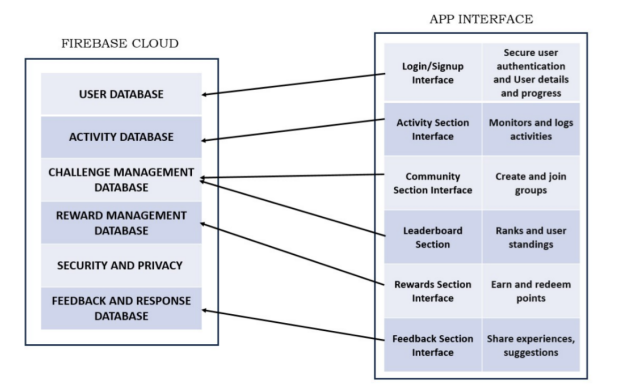 APP INTERFACE
FIREBASE CLOUD
USER DATABASE
ACTIVITY DATABASE
CHALLENGE MANAGEMENT
DATABASE
REWARD MANAGEMENT
DATABASE
SECURITY AND PRIVACY
FEEDBACK AND RESPONSE
DATABASE
Login/Signup
Interface
Secure user
authentication
and User details
and progress
Activity Section
Interface
Monitors and logs
activities
Community
Section Interface
Create and join
groups
Leaderboard
Section
Ranks and user
standings
Rewards Section
Interface
Earn and redeem
points
Feedback Section
Interface
Share experiences,
suggestions